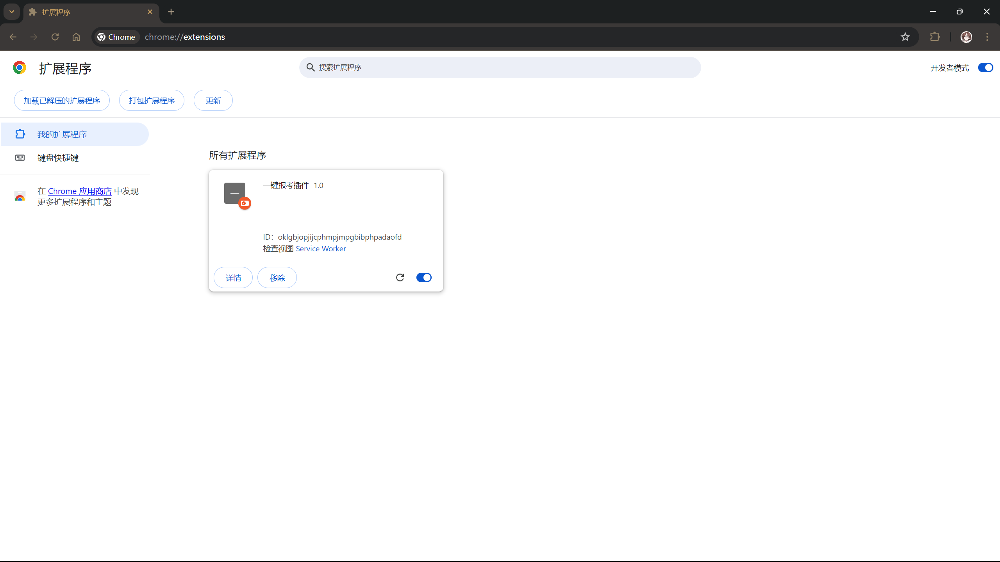 扩展程序
Chrome chrome://extensions
扩展程序
搜索扩展程序
开发者模式
加载已解压的扩展程序
打包扩展程序
更新
我的扩展程序
键盘快捷键
在 Chrome 应用商店 中发现
更多扩展程序和主题
所有扩展程序
一键报考插件 1.0
ID：oklgbjopjijcphmpjmpgbibphpadaofd
检查视图 Service Worker
详情
移除